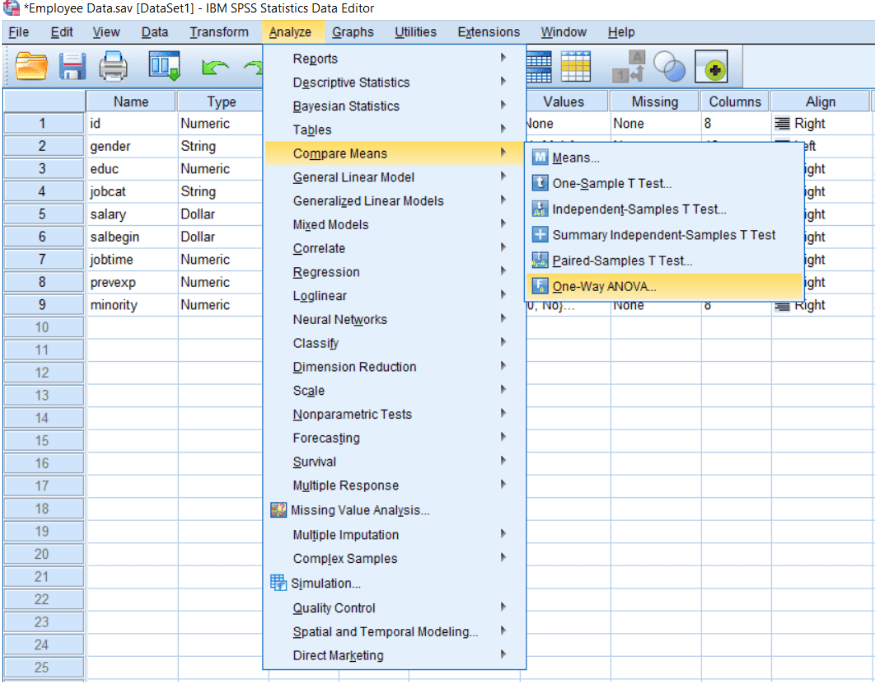 *Employee Data.sav [DataSet1] - IBM SPSS Statistics Data Editor
File Edit View Data Transform Analyze Graphs Utilities Extensions Window Help
Name Type Values Missing Columns Align
1 id Numeric None None 8 Right
2 gender String
3 educ Numeric
4 jobcat String
5 salary Dollar
6 salbegin Dollar
7 jobtime Numeric
8 prevexp Numeric
9 minority Numeric 0, No}... None 8 Right
10
11
12
13
14
15
16
17
18
19
20
21
22
23
24
25
Reports
Descriptive Statistics
Bayesian Statistics
Tables
Compare Means
General Linear Model
Generalized Linear Models
Mixed Models
Correlate
Regression
Loglinear
Neural Networks
Classify
Dimension Reduction
Scale
Nonparametric Tests
Forecasting
Survival
Multiple Response
Missing Value Analysis...
Multiple Imputation
Complex Samples
Simulation...
Quality Control
Spatial and Temporal Modeling...
Direct Marketing
Means...
One-Sample T Test...
Independent-Samples T Test...
Summary Independent-Samples T Test
Paired-Samples T Test...
One-Way ANOVA...